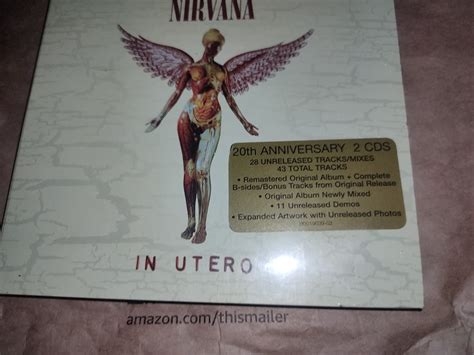 NIRVANA
20th ANNIVERSARY 2 CDS
28 UNRELEASED TRACKS/MIXES
43 TOTAL TRACKS
• Remastered Original Album + Complete
B-sides/Bonus Tracks from Original Release
• Original Album Newly Mixed
• 11 Unreleased Demos
• Expanded Artwork with Unreleased Photos
IN UTERO
amazon.com/thismailer